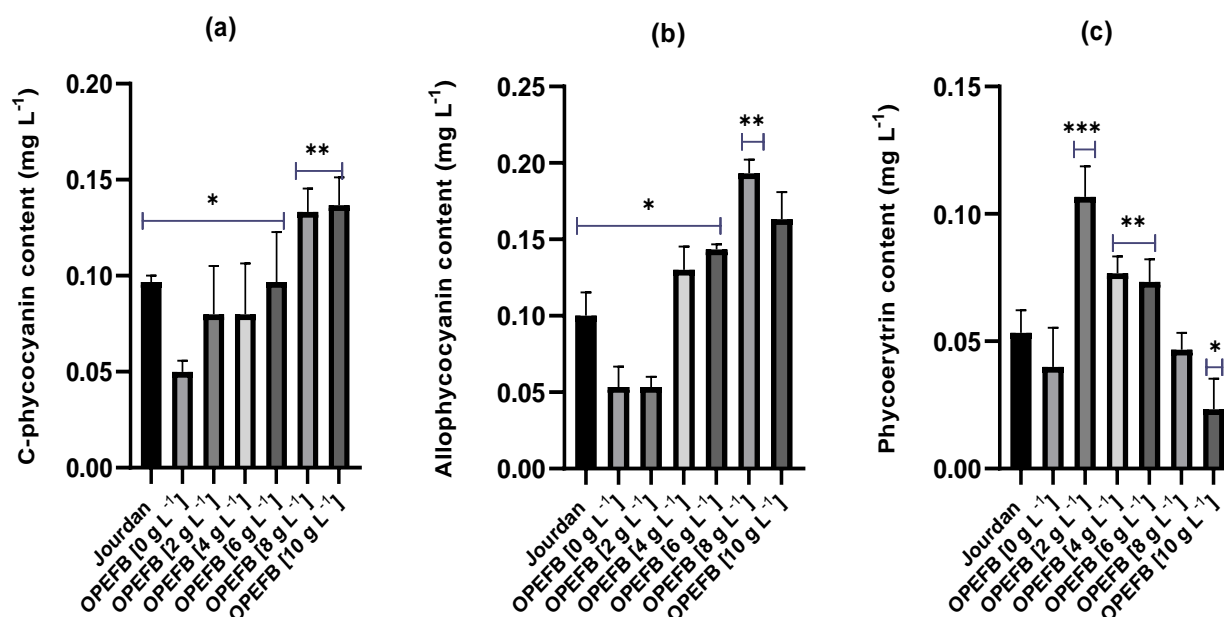 (a)
C-phycocyanin content (mg L⁻¹)
0.20
0.15
0.10
0.05
0.00
*
**
Jourdan
OPEFB [0 g L⁻¹]
OPEFB [2 g L⁻¹]
OPEFB [4 g L⁻¹]
OPEFB [6 g L⁻¹]
OPEFB [8 g L⁻¹]
OPEFB [10 g L⁻¹]
(b)
Allophycocyanin content (mg L⁻¹)
0.25
0.20
0.15
0.10
0.05
0.00
*
**
Jourdan
OPEFB [0 g L⁻¹]
OPEFB [2 g L⁻¹]
OPEFB [4 g L⁻¹]
OPEFB [6 g L⁻¹]
OPEFB [8 g L⁻¹]
OPEFB [10 g L⁻¹]
(c)
Phycoerytrin content (mg L⁻¹)
0.15
0.10
0.05
0.00
***
**
*
Jourdan
OPEFB [0 g L⁻¹]
OPEFB [2 g L⁻¹]
OPEFB [4 g L⁻¹]
OPEFB [6 g L⁻¹]
OPEFB [8 g L⁻¹]
OPEFB [10 g L⁻¹]